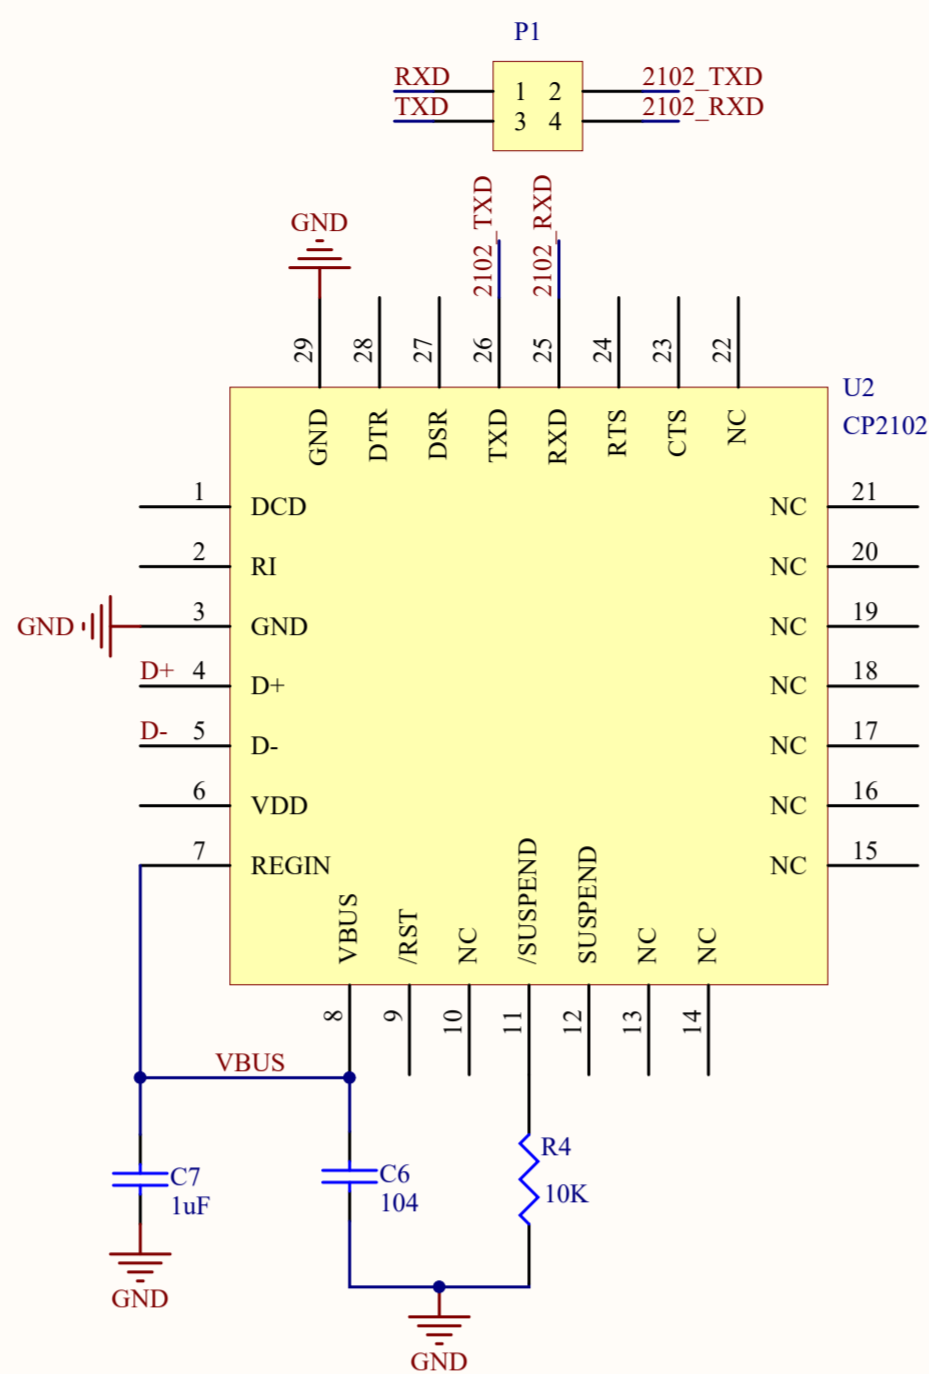 P1
RXD 1 2 2102_TXD
TXD 3 4 2102_RXD
2102_TXD
2102_RXD
GND
29
28
27
26
25
24
23
22
U2
CP2102
GND
DTR
DSR
TXD
RXD
RTS
CTS
NC
1 DCD NC 21
2 RI NC 20
GND 3 GND NC 19
D+ 4 D+ NC 18
D- 5 D- NC 17
6 VDD NC 16
7 REGIN NC 15
VBUS
/RST
NC
/SUSPEND
SUSPEND
NC
NC
8
9
10
11
12
13
14
VBUS
C7
1uF
C6
104
R4
10K
GND
GND